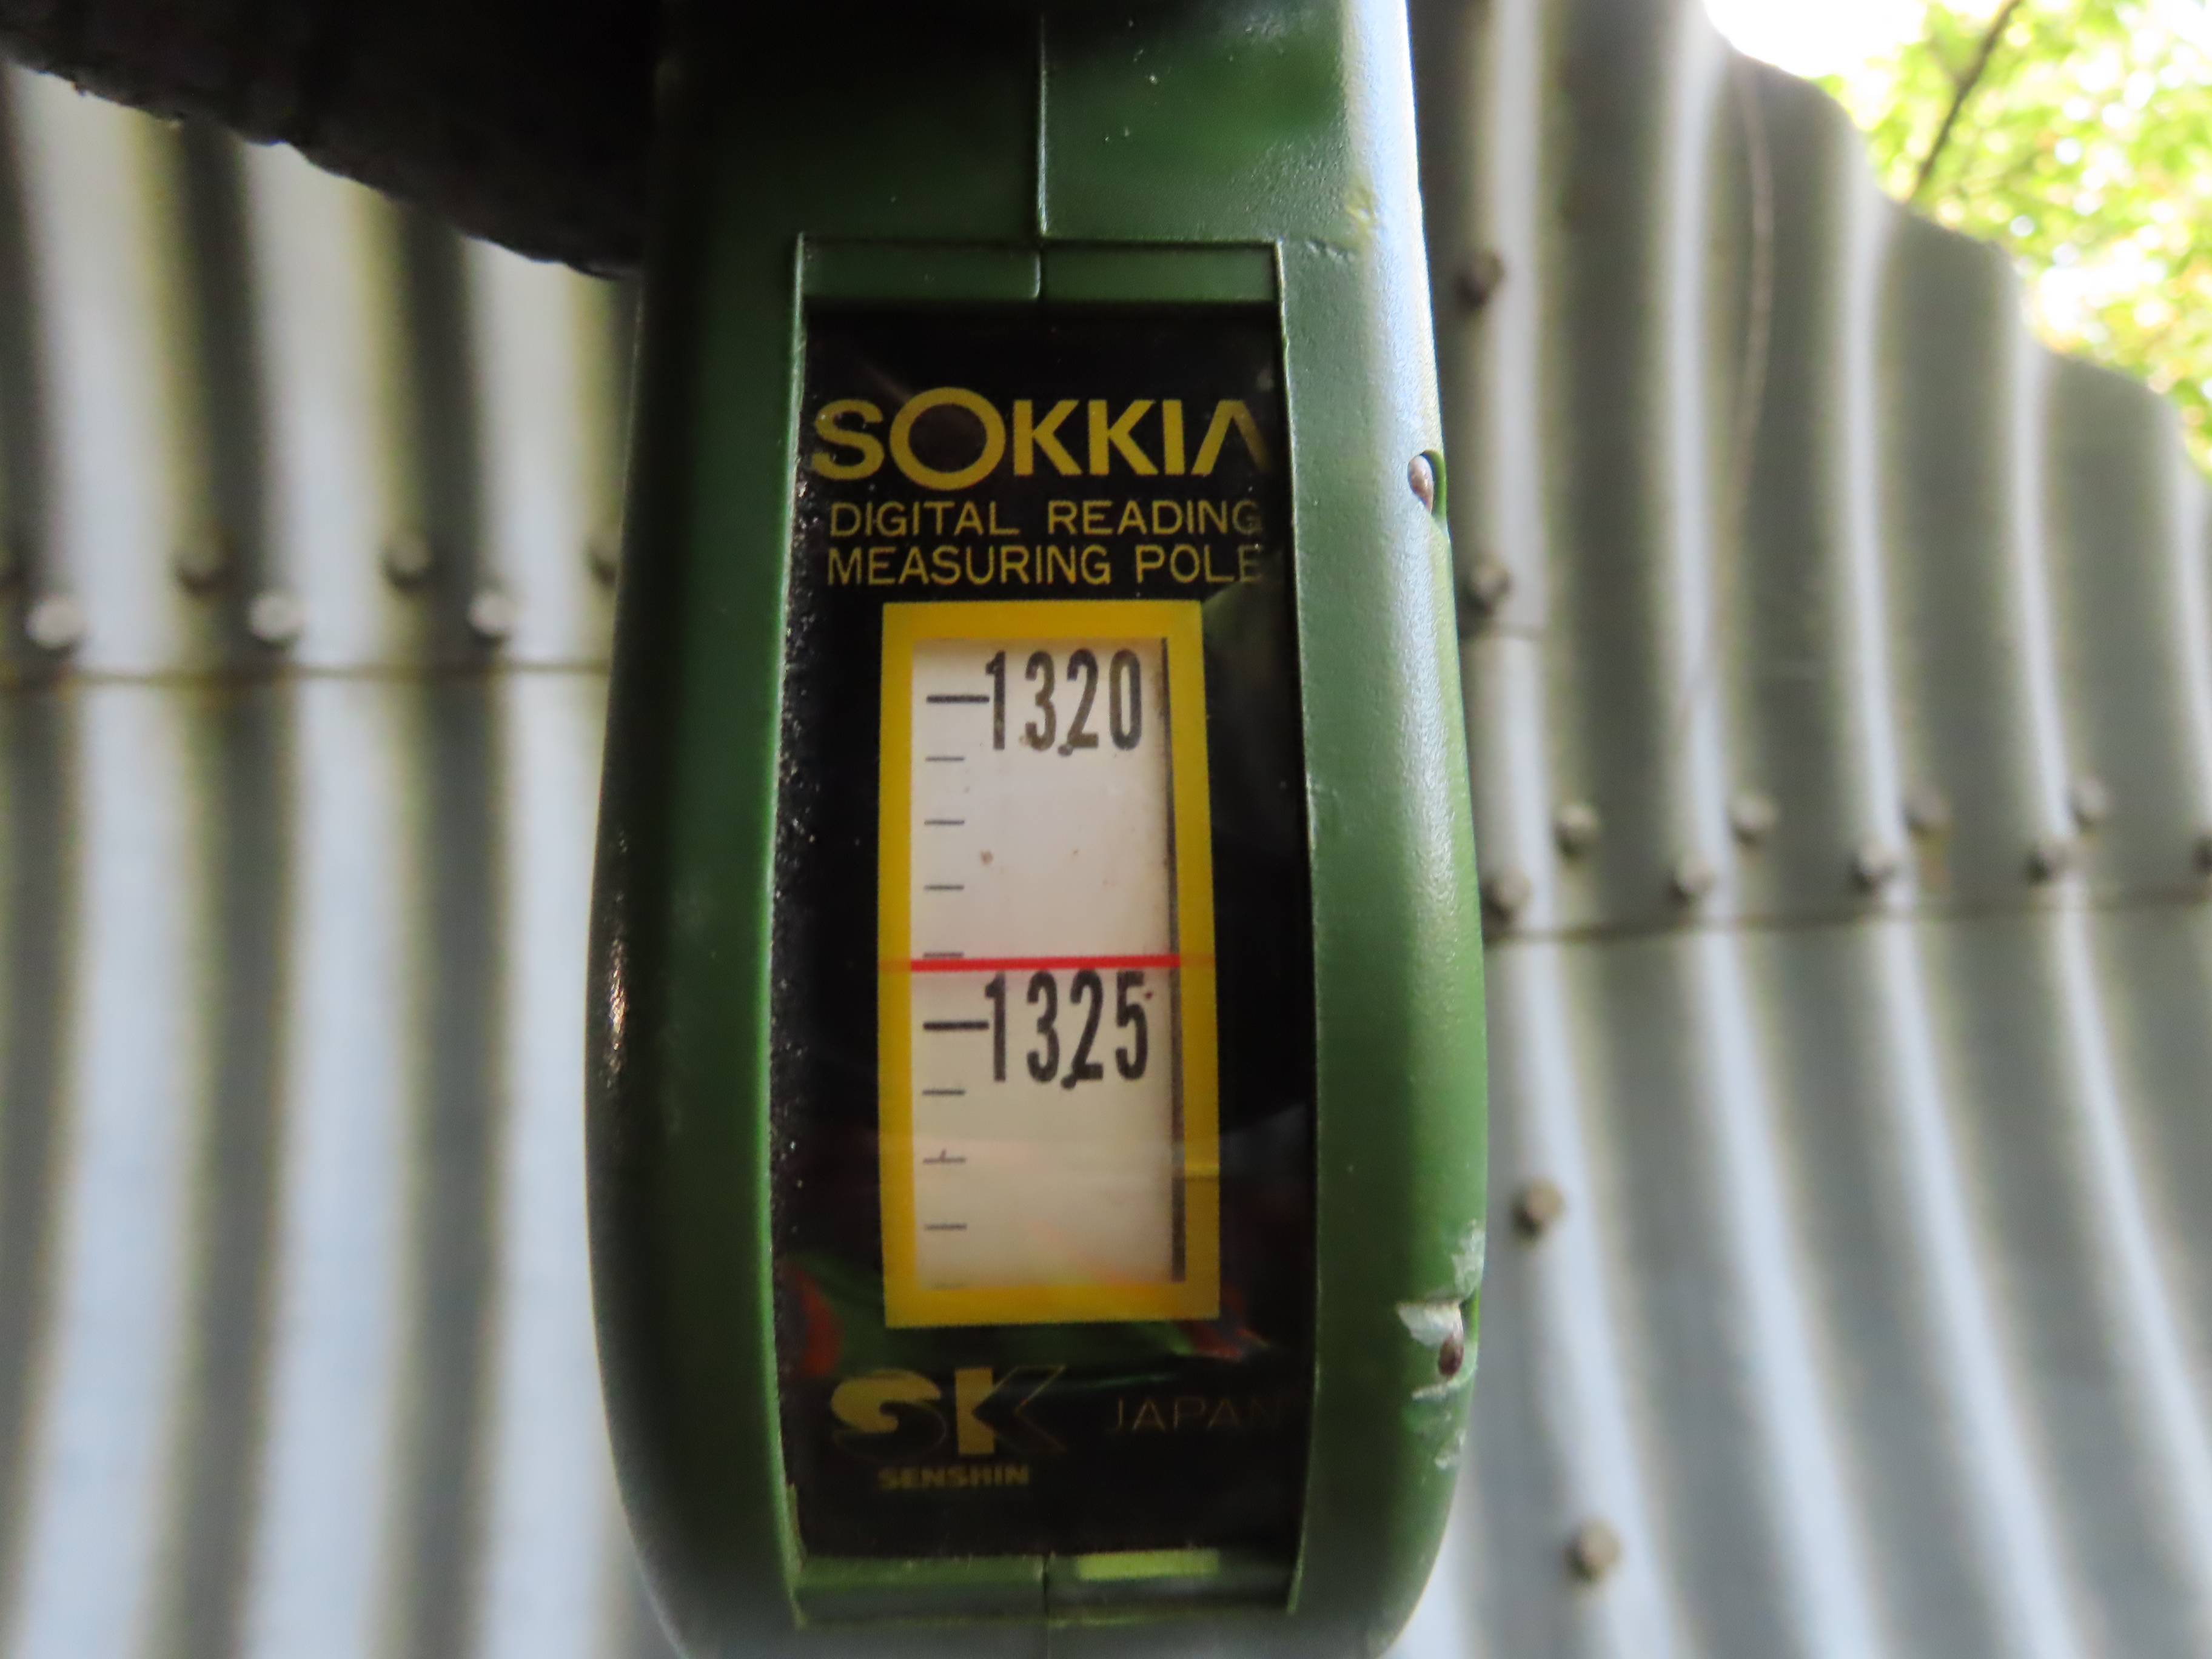 SOKKIA
DIGITAL READING
MEASURING POLE
1320
1325
SK JAPAN
SENSHIN